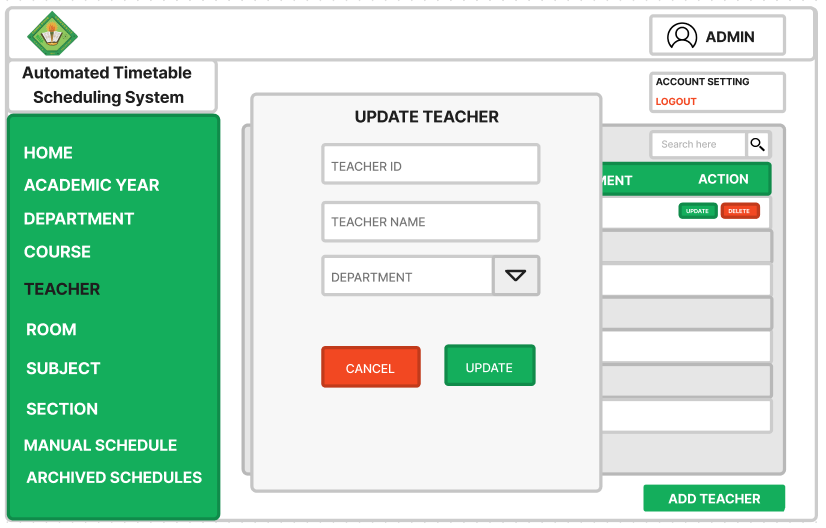 ADMIN
Automated Timetable
Scheduling System
ACCOUNT SETTING
LOGOUT
HOME
ACADEMIC YEAR
DEPARTMENT
COURSE
TEACHER
ROOM
SUBJECT
SECTION
MANUAL SCHEDULE
ARCHIVED SCHEDULES
UPDATE TEACHER
TEACHER ID
TEACHER NAME
DEPARTMENT
CANCEL
UPDATE
Search here
MENT
ACTION
UPDATE
DELETE
ADD TEACHER